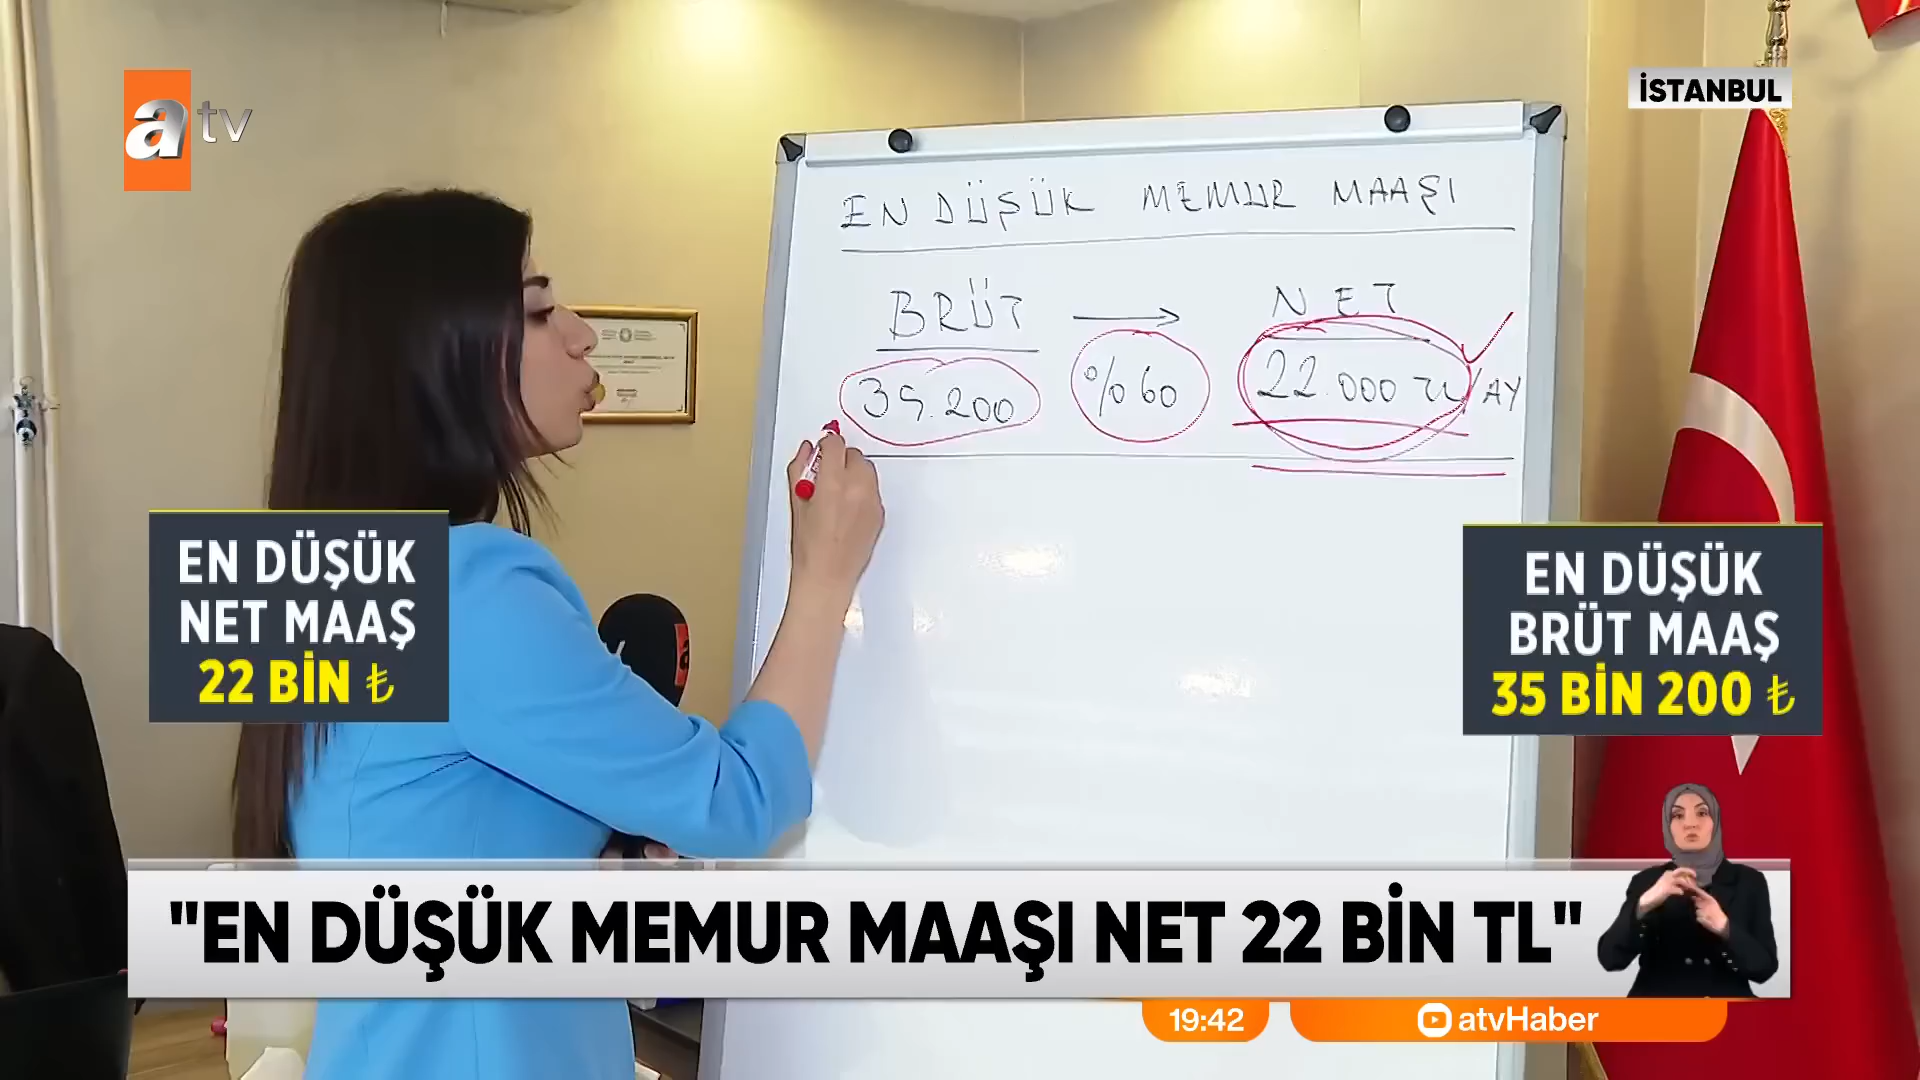 atv
İSTANBUL
EN DÜŞÜK MEMUR MAAŞI
BRÜT → NET
35.200 %60 22.000 TL/AY
EN DÜŞÜK
NET MAAŞ
22 BİN ₺
EN DÜŞÜK
BRÜT MAAŞ
35 BİN 200 ₺
"EN DÜŞÜK MEMUR MAAŞI NET 22 BİN TL"
19:42
atvHaber